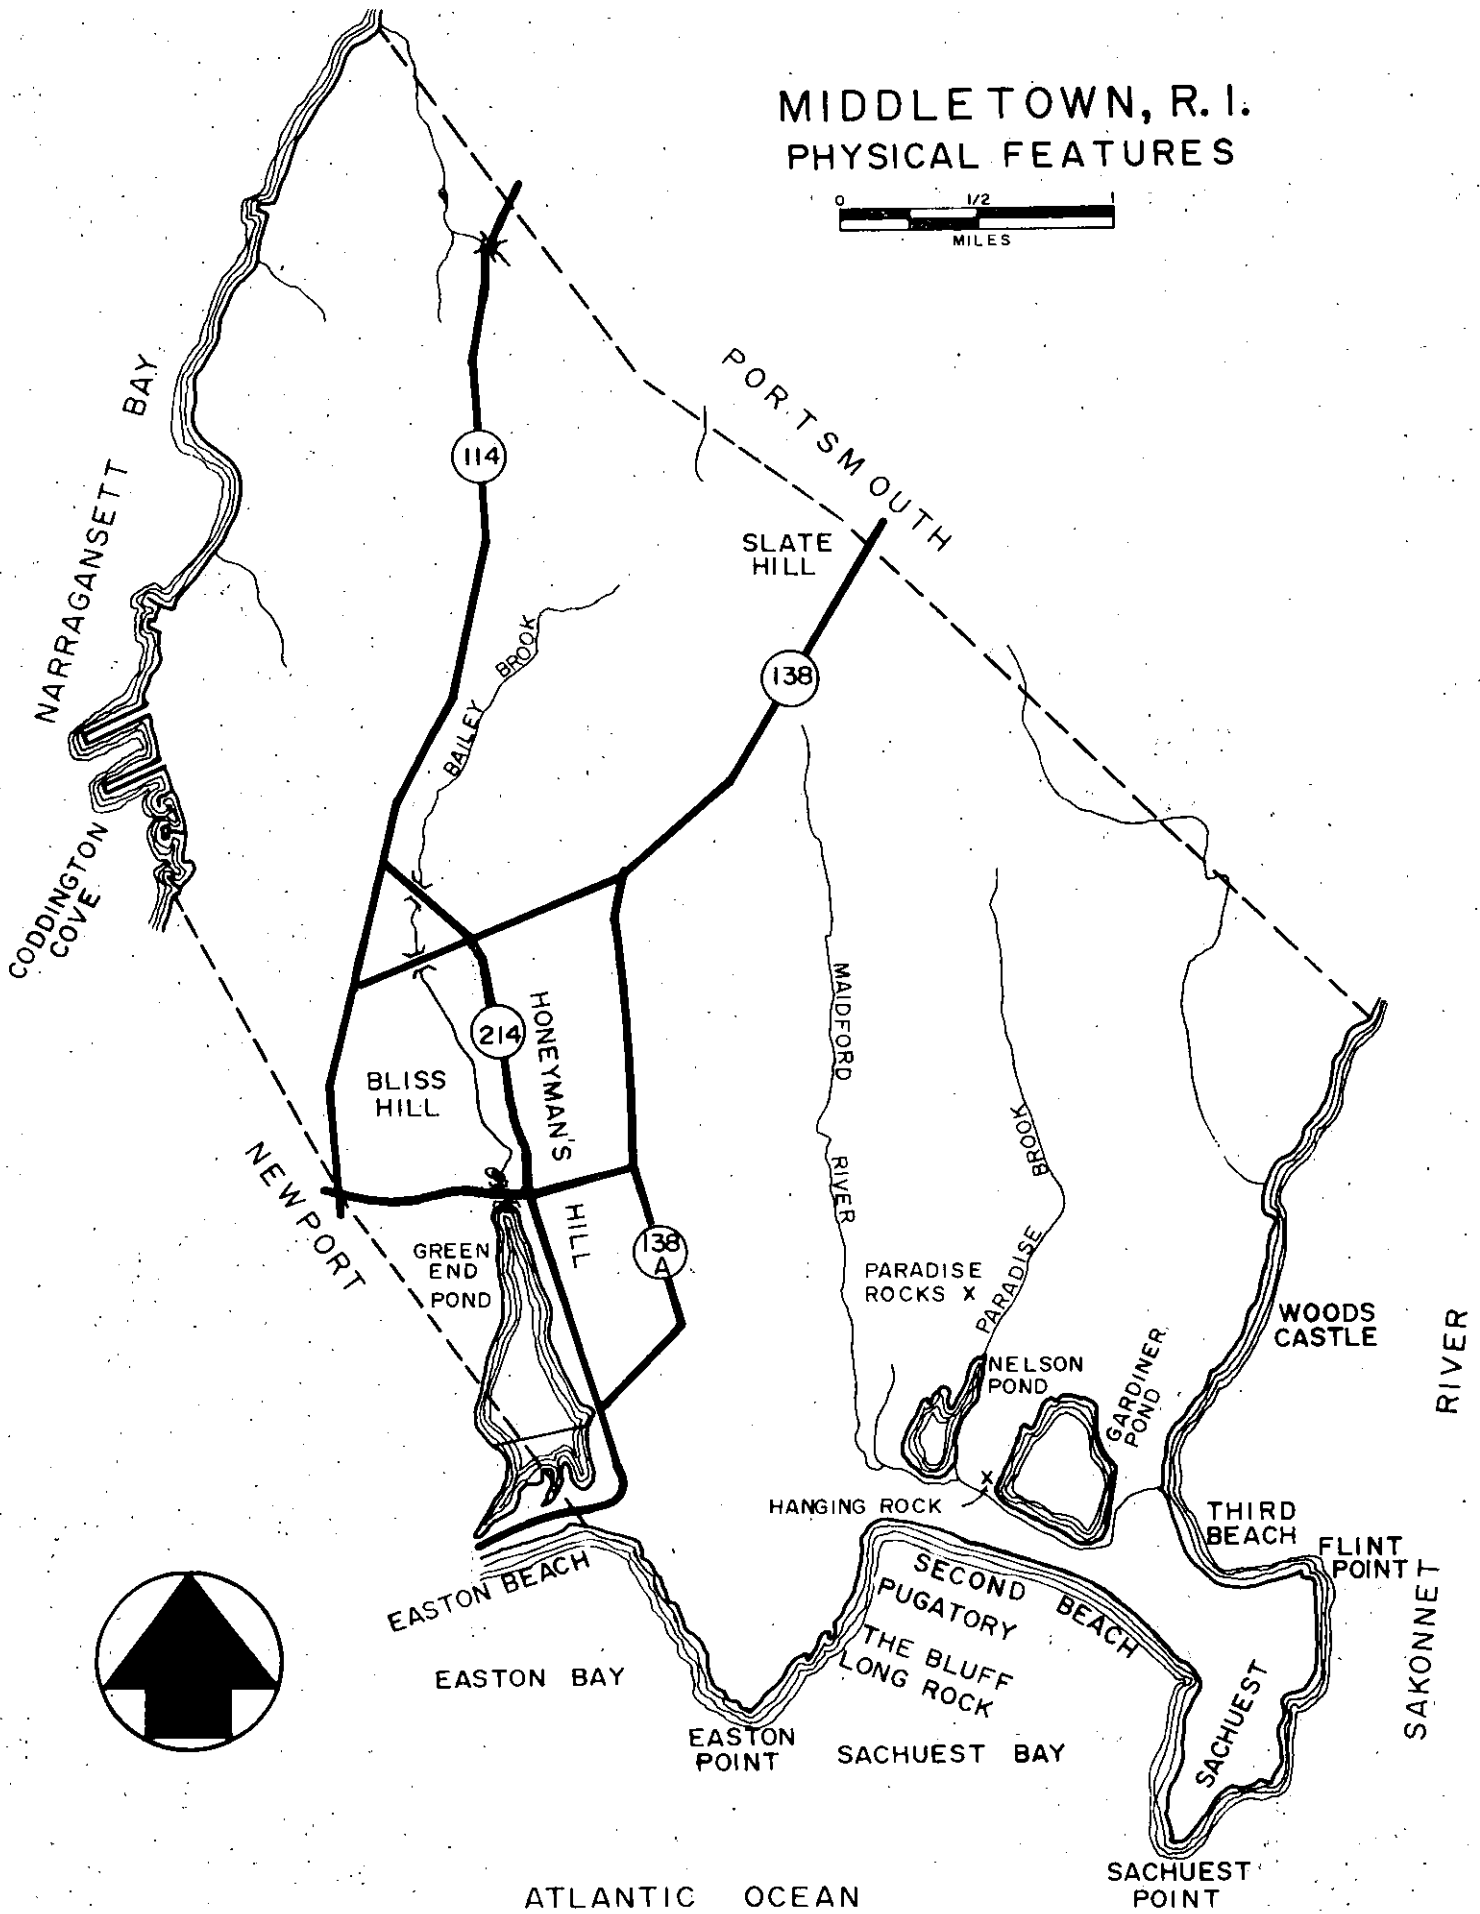 MIDDLETOWN, R.I.
PHYSICAL FEATURES
0 1/2 1
MILES
NARRAGANSETT BAY
PORTSMOUTH
114
SLATE
HILL
BAILEY BROOK
138
CODDINGTON
COVE
214
HONEYMAN'S HILL
MAIDFORD RIVER
BLISS
HILL
PARADISE BROOK
NEWPORT
GREEN
END
POND
138
A
PARADISE
ROCKS X
WOODS
CASTLE
NELSON
POND
GARDINER
POND
SAKONNET RIVER
X
HANGING ROCK
THIRD
BEACH
FLINT
POINT
EASTON BEACH
SECOND BEACH
PUGATORY
THE BLUFF
LONG ROCK
EASTON BAY
SACHUEST
EASTON
POINT
SACHUEST BAY
SACHUEST
POINT
ATLANTIC OCEAN